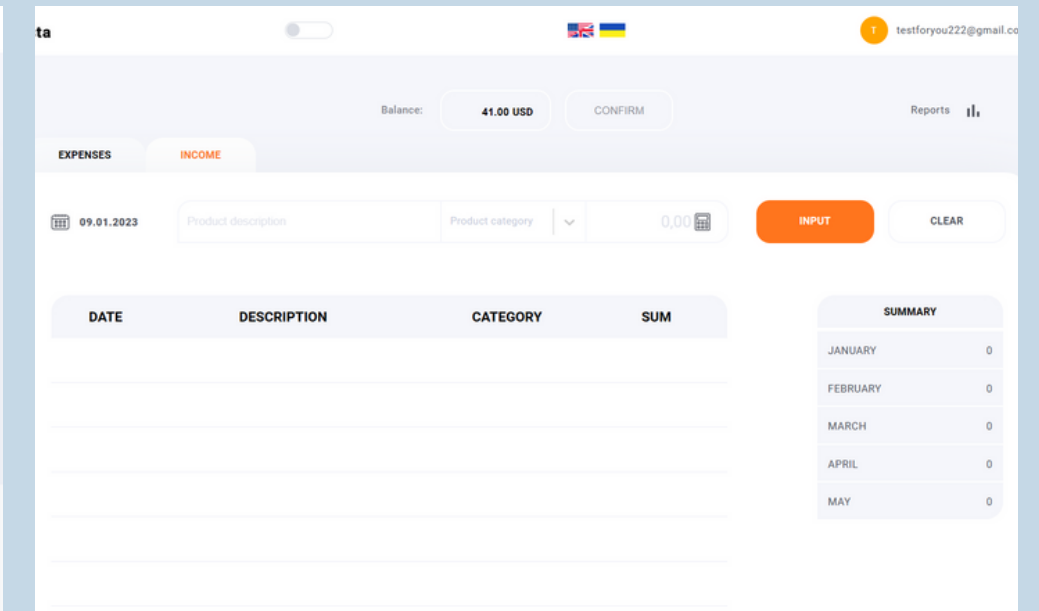 ta
testforyou222@gmail.co
Balance: 41.00 USD CONFIRM Reports
EXPENSES INCOME
09.01.2023 Product description Product category 0,00 INPUT CLEAR
DATE DESCRIPTION CATEGORY SUM
SUMMARY
JANUARY 0
FEBRUARY 0
MARCH 0
APRIL 0
MAY 0